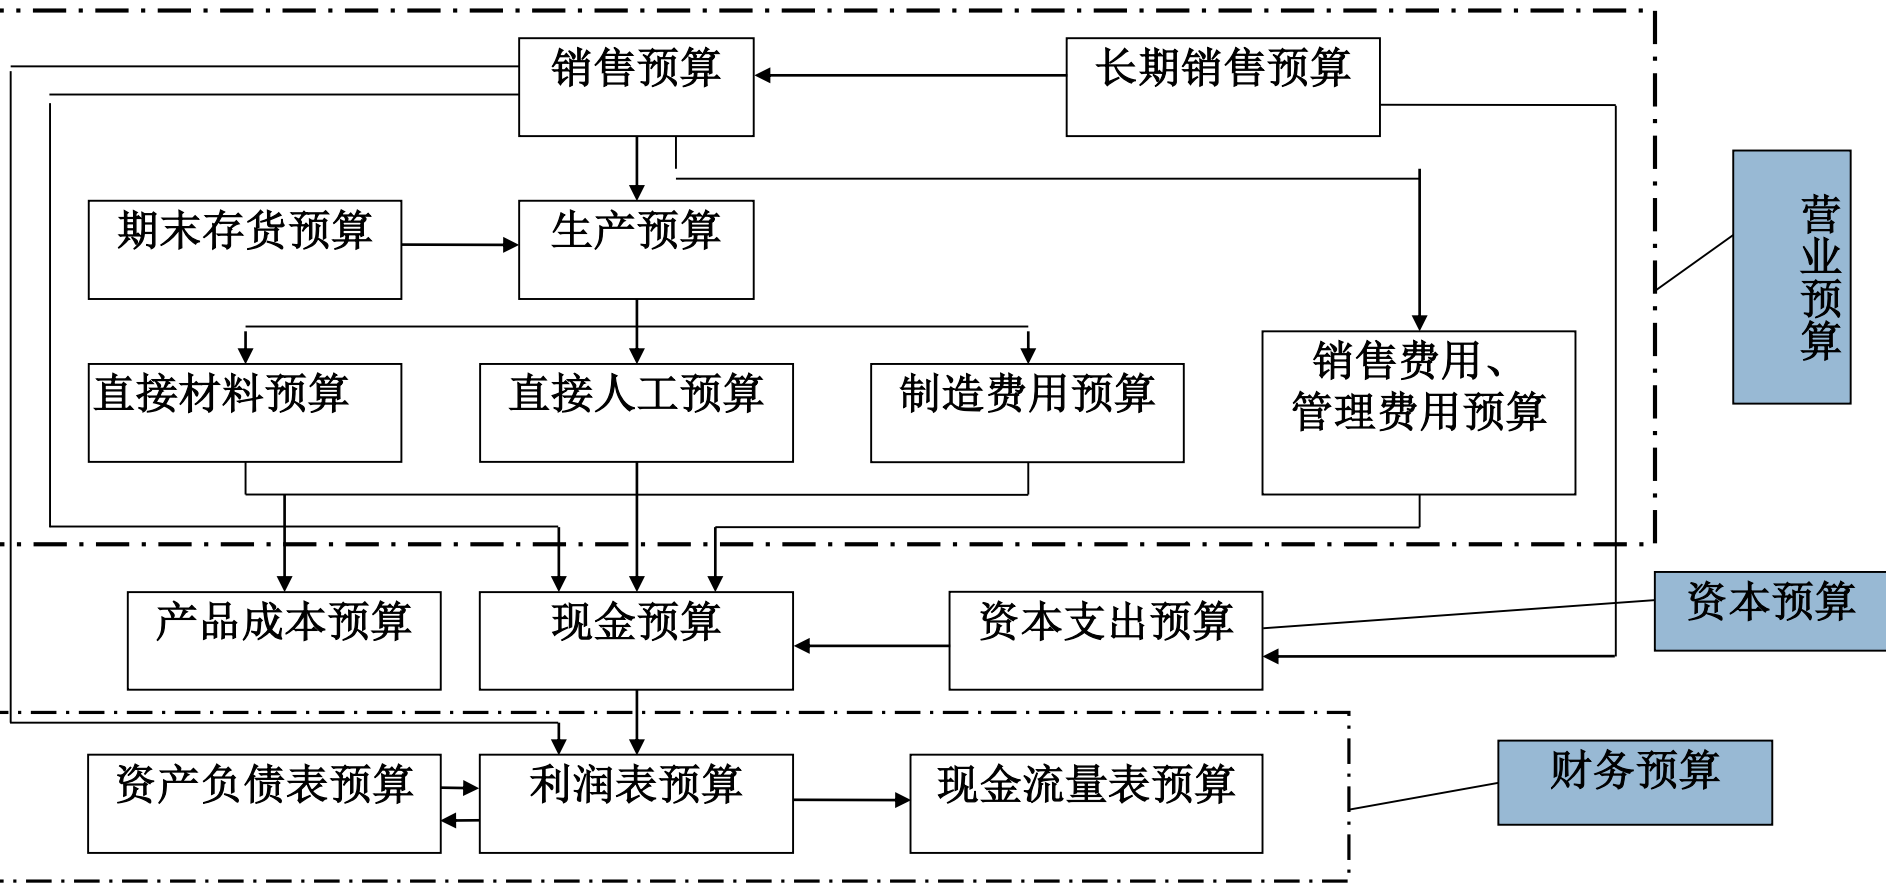 销售预算
长期销售预算
期末存货预算
生产预算
营业预算
直接材料预算
直接人工预算
制造费用预算
销售费用、
管理费用预算
产品成本预算
现金预算
资本支出预算
资本预算
资产负债表预算
利润表预算
现金流量表预算
财务预算